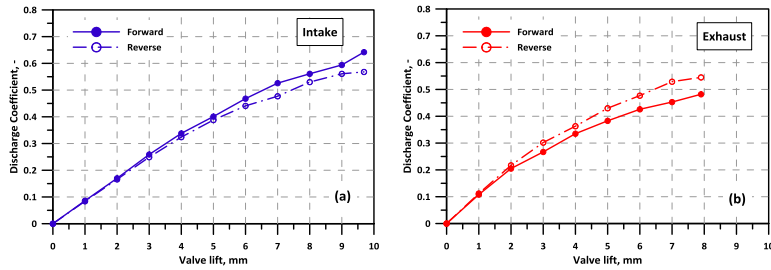 Forward
Reverse
Intake
Discharge Coefficient, -
0.8
0.7
0.6
0.5
0.4
0.3
0.2
0.1
0
(a)
0 1 2 3 4 5 6 7 8 9 10
Valve lift, mm
Forward
Reverse
Exhaust
Discharge Coefficient, -
0.8
0.7
0.6
0.5
0.4
0.3
0.2
0.1
0
(b)
0 1 2 3 4 5 6 7 8 9 10
Valve lift, mm